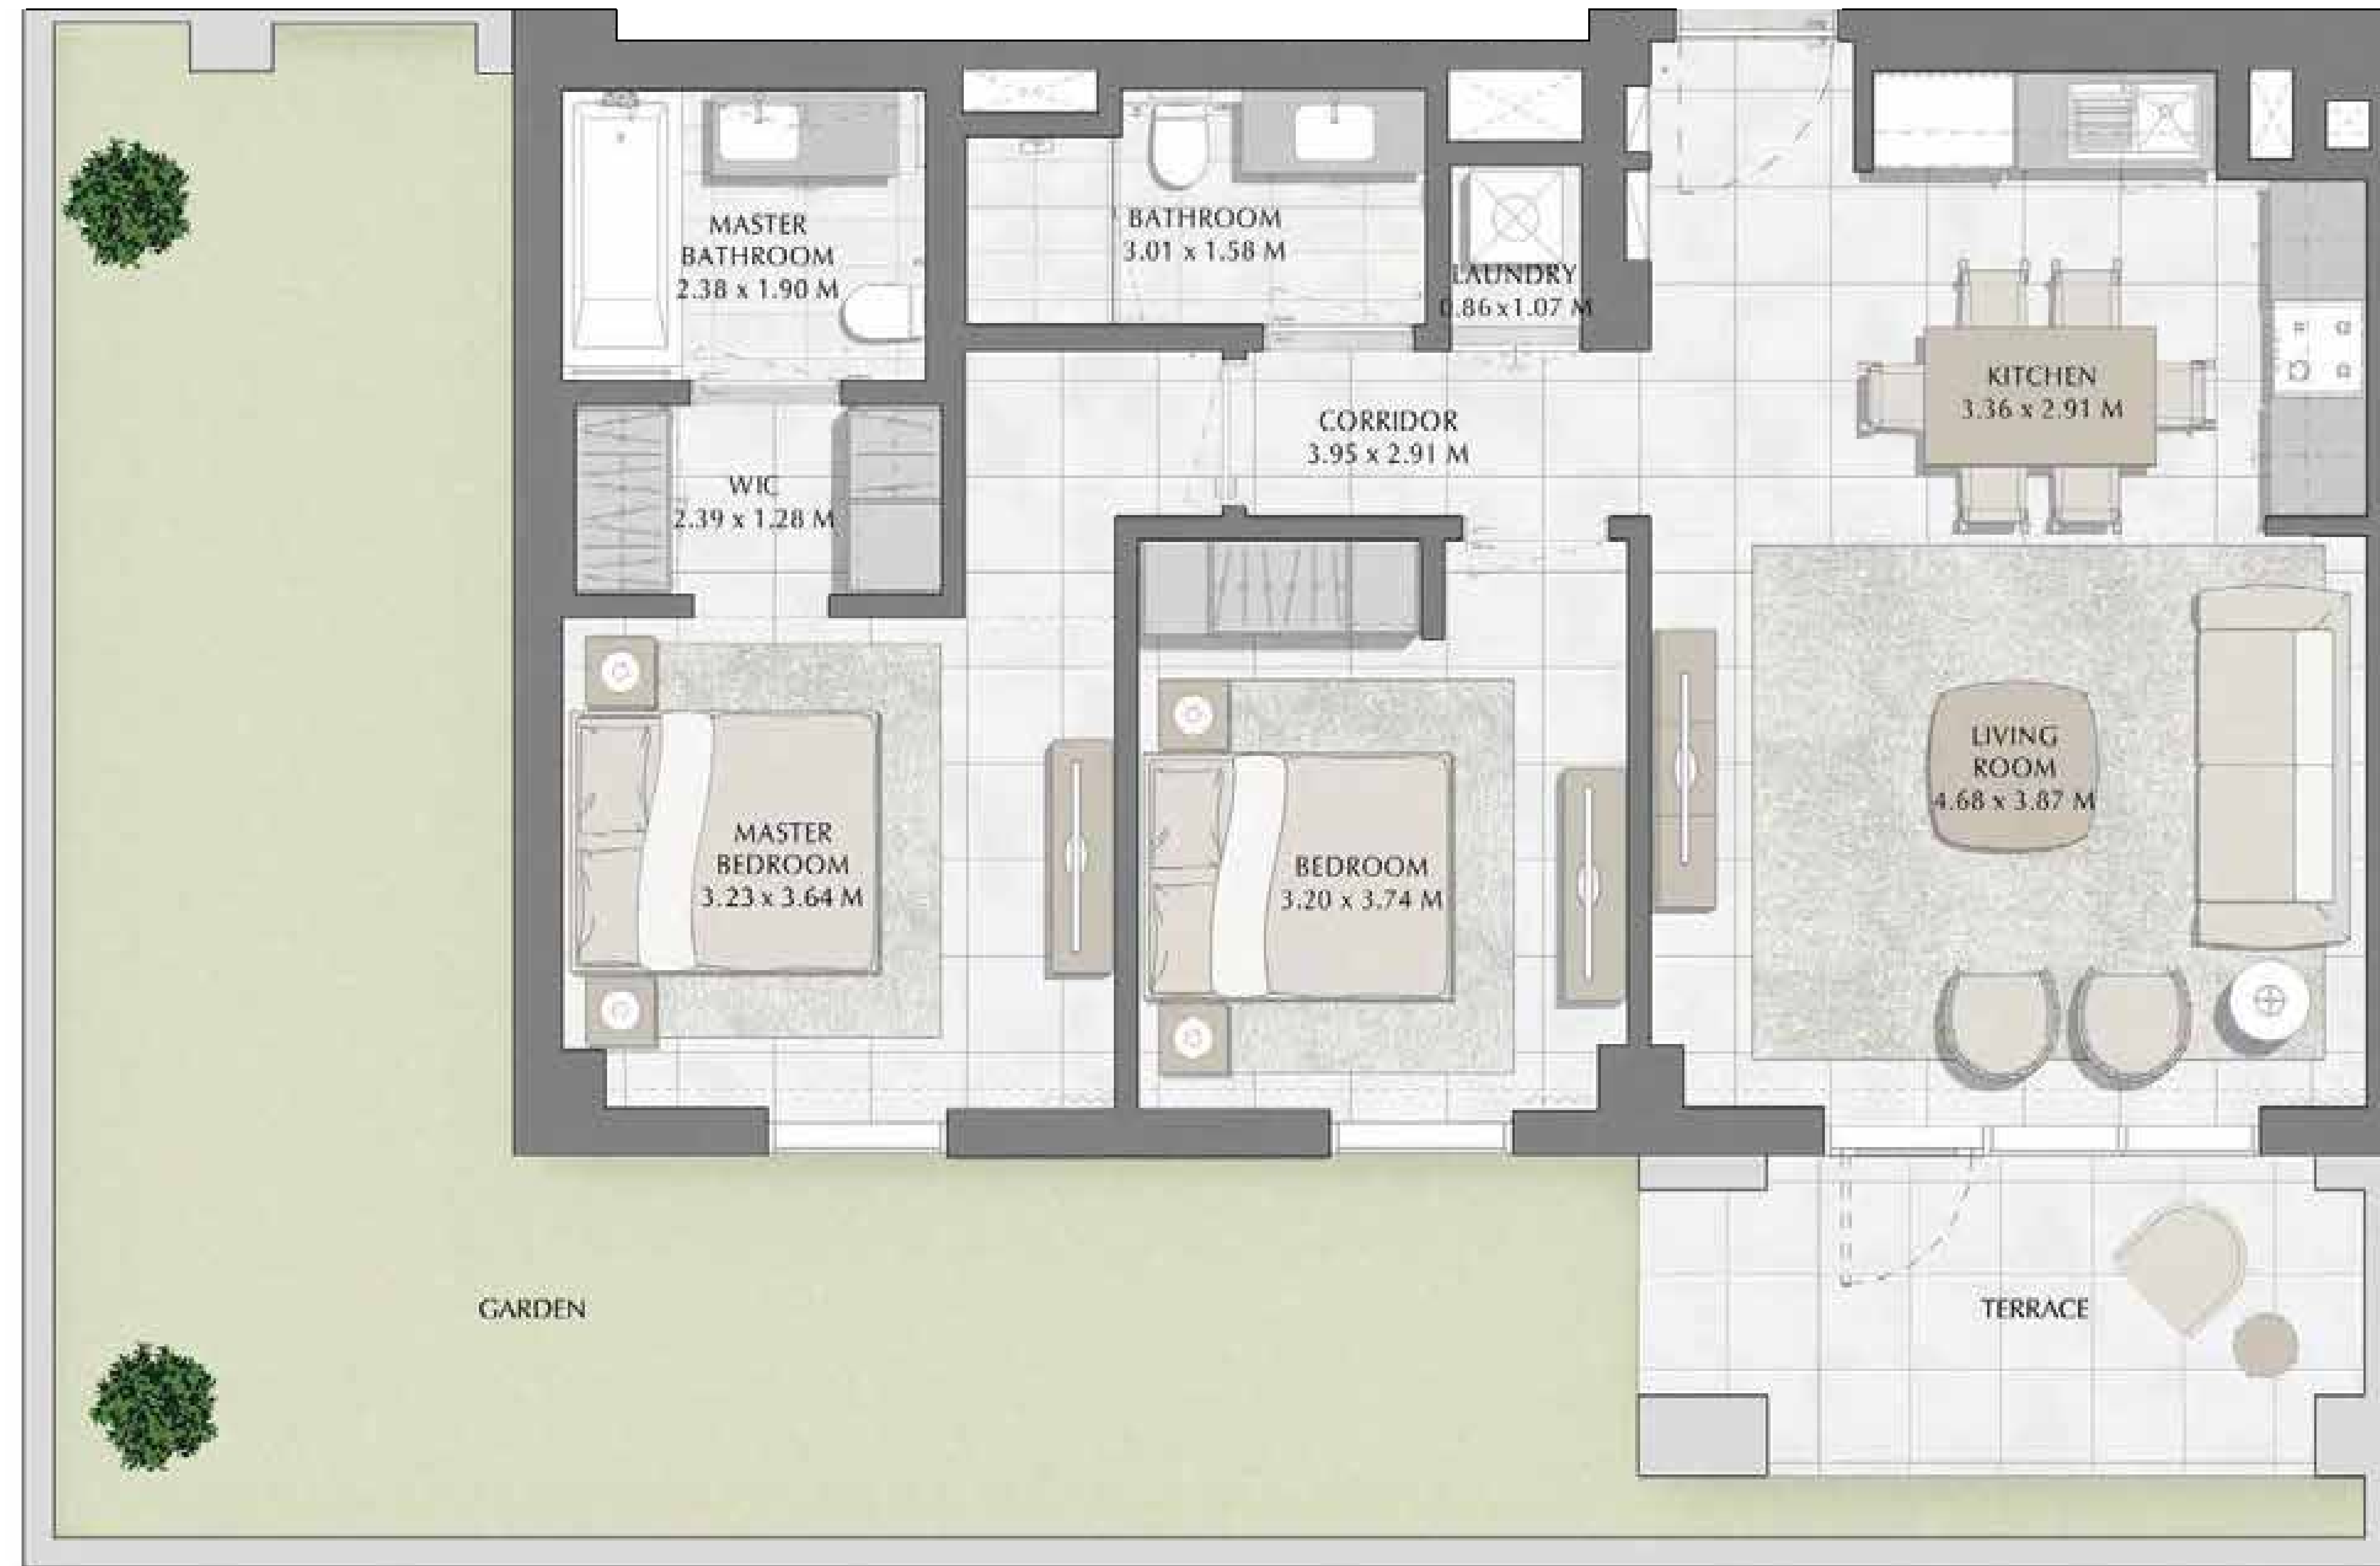 MASTER
BATHROOM
2.38 x 1.90 M
BATHROOM
3.01 x 1.58 M
LAUNDRY
0.86 x 1.07 M
KITCHEN
3.36 x 2.91 M
CORRIDOR
3.95 x 2.91 M
WIC
2.39 x 1.28 M
LIVING
ROOM
4.68 x 3.87 M
MASTER
BEDROOM
3.23 x 3.64 M
BEDROOM
3.20 x 3.74 M
GARDEN
TERRACE